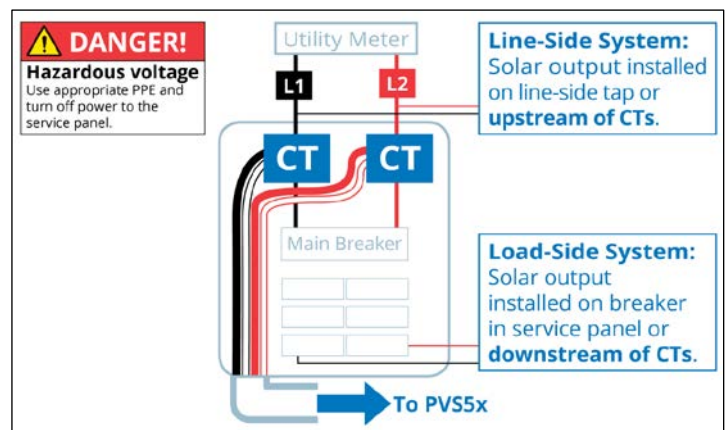 DANGER!
Hazardous voltage
Use appropriate PPE and
turn off power to the
service panel.
Utility Meter
L1
L2
Line-Side System:
Solar output installed
on line-side tap or
upstream of CTs.
CT
CT
Main Breaker
Load-Side System:
Solar output
installed on breaker
in service panel or
downstream of CTs.
To PVS5x